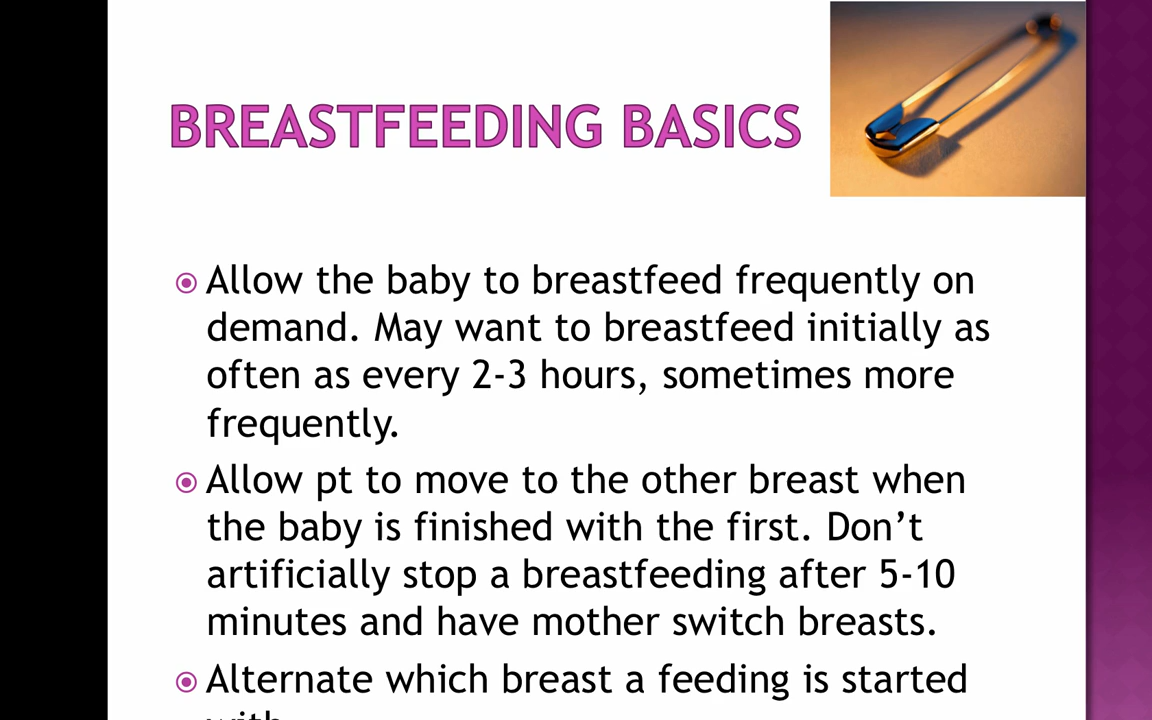 BREASTFEEDING BASICS
Allow the baby to breastfeed frequently on
demand. May want to breastfeed initially as
often as every 2-3 hours, sometimes more
frequently.
Allow pt to move to the other breast when
the baby is finished with the first. Don’t
artificially stop a breastfeeding after 5-10
minutes and have mother switch breasts.
Alternate which breast a feeding is started
with